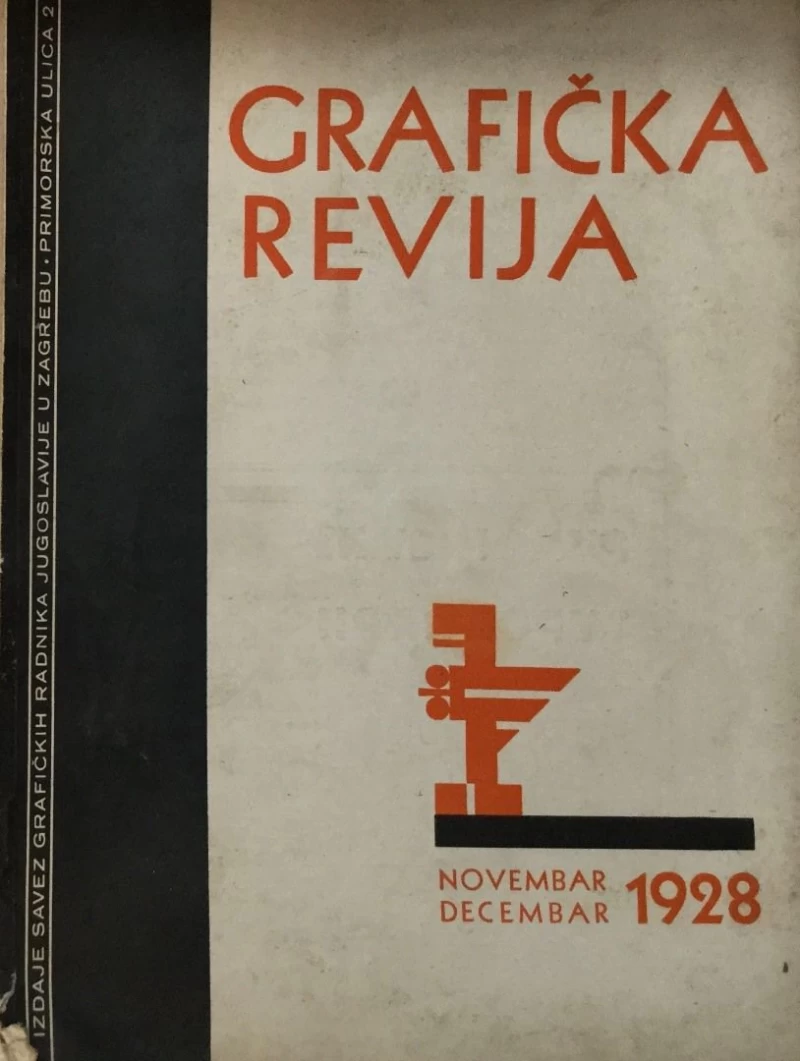 GRAFIČKA
REVIJA
NOVEMBAR
DECEMBAR
1928
IZDAJE SAVEZ GRAFIČKIH RADNIKA JUGOSLAVIJE U ZAGREBU • PRIMORSKA ULICA 2